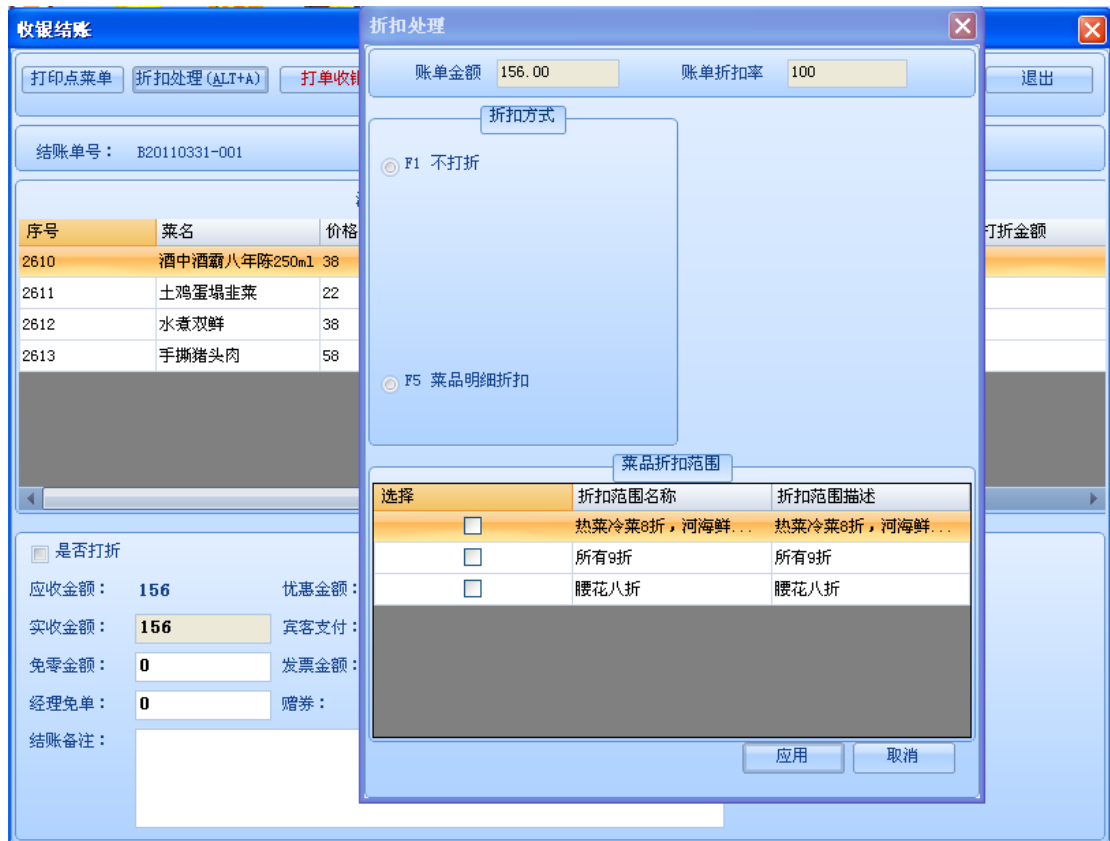 收银结账
折扣处理
打印点菜单
折扣处理(ALT+A)
打单收银
账单金额 156.00
账单折扣率 100
退出
结账单号： B20110331-001
折扣方式
F1 不打折
F5 菜品明细折扣
序号 菜名 价格 打折金额
2610 酒中酒霸八年陈250ml 38
2611 土鸡蛋塌韭菜 22
2612 水煮双鲜 38
2613 手撕猪头肉 58
菜品折扣范围
选择 折扣范围名称 折扣范围描述
热菜冷菜8折，河海鲜... 热菜冷菜8折，河海鲜...
所有9折 所有9折
腰花八折 腰花八折
应用 取消
是否打折
应收金额： 156 优惠金额：
实收金额： 156 宾客支付：
免零金额： 0 发票金额：
经理免单： 0 赠券：
结账备注：